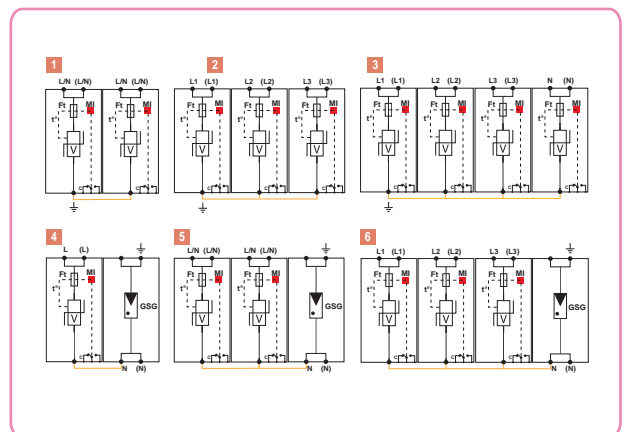 1
L/N (L/N) L/N (L/N)
Ft MI Ft MI
t° t°
V V
C C
2
L1 (L1) L2 (L2) L3 (L3)
Ft MI Ft MI Ft MI
t° t° t°
V V V
C C C
3
L1 (L1) L2 (L2) L3 (L3) N (N)
Ft MI Ft MI Ft MI Ft MI
t° t° t° t°
V V V V
C C C C
4
L (L)
Ft MI
t°
GSG
V
C
N (N)
5
L/N (L/N) L/N (L/N)
Ft MI Ft MI
t° t°
GSG
V V
C C
N (N)
6
L1 (L1) L2 (L2) L3 (L3)
Ft MI Ft MI Ft MI
t° t° t°
GSG
V V V
C C C
N (N)